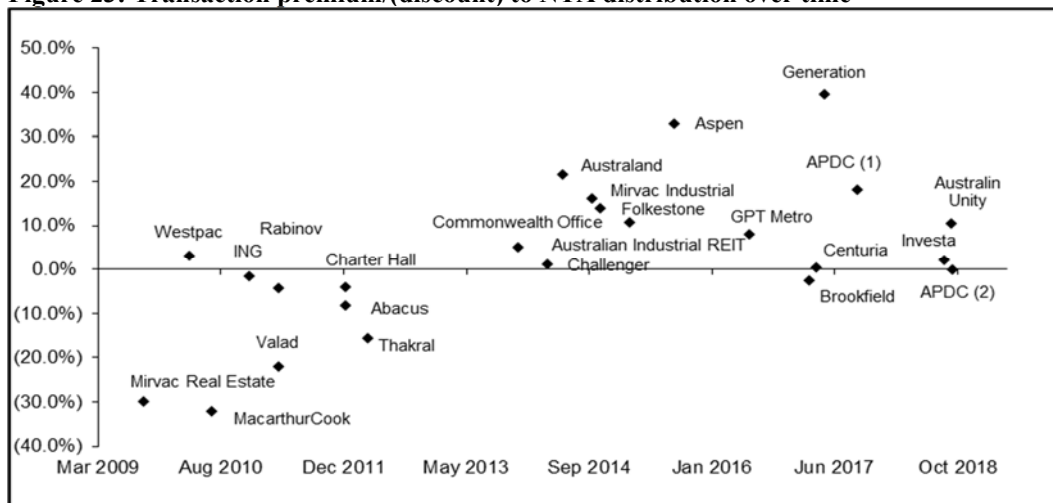 Transaction premium/(discount) to NTA distribution over time
50.0%
40.0%
30.0%
20.0%
10.0%
0.0%
(10.0%)
(20.0%)
(30.0%)
(40.0%)
Generation
Aspen
Australand
APDC (1)
Mirvac Industrial
Australin
Unity
Folkestone
Rabinov
Commonwealth Office
GPT Metro
Westpac
ING
Australian Industrial REIT
Investa
Charter Hall
Challenger
Centuria
Brookfield
APDC (2)
Abacus
Valad
Thakral
Mirvac Real Estate
MacarthurCook
Mar 2009
Aug 2010
Dec 2011
May 2013
Sep 2014
Jan 2016
Jun 2017
Oct 2018